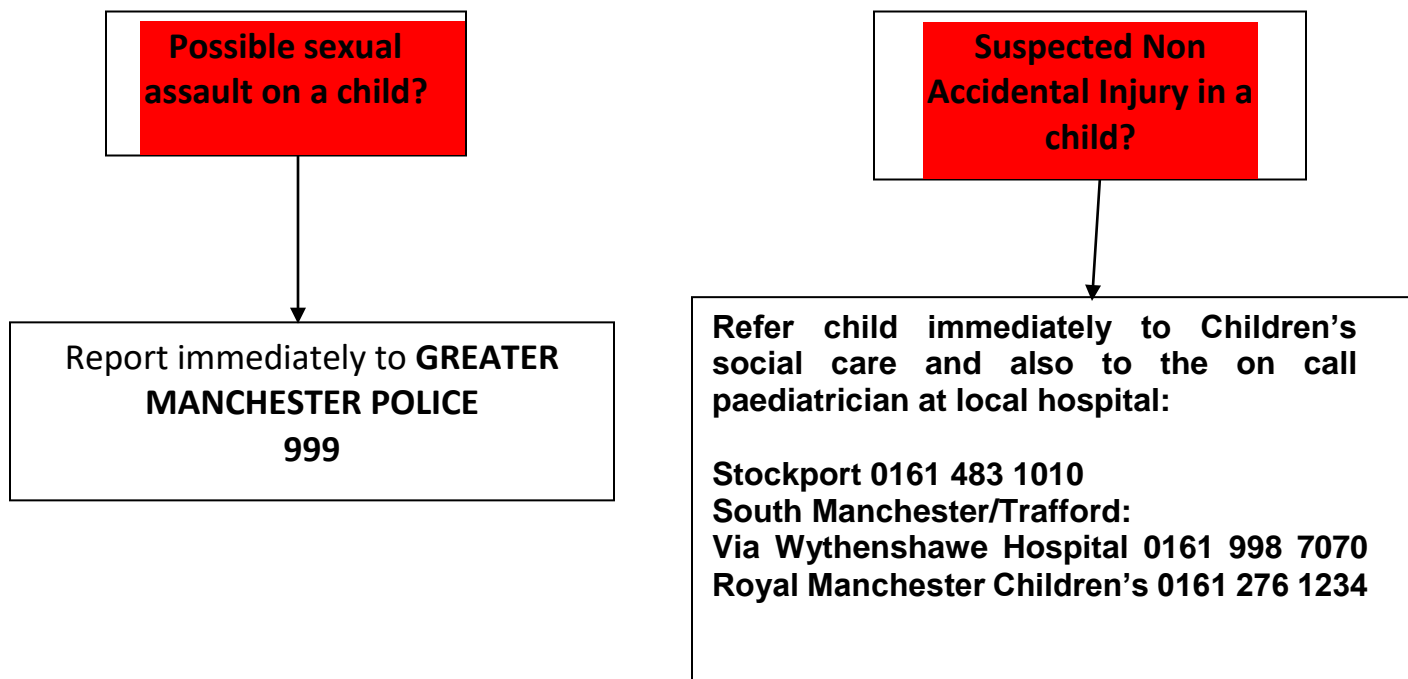 Possible sexual
assault on a child?
Report immediately to GREATER
MANCHESTER POLICE
999
Suspected Non
Accidental Injury in a
child?
Refer child immediately to Children’s
social care and also to the on call
paediatrician at local hospital:
Stockport 0161 483 1010
South Manchester/Trafford:
Via Wythenshawe Hospital 0161 998 7070
Royal Manchester Children’s 0161 276 1234